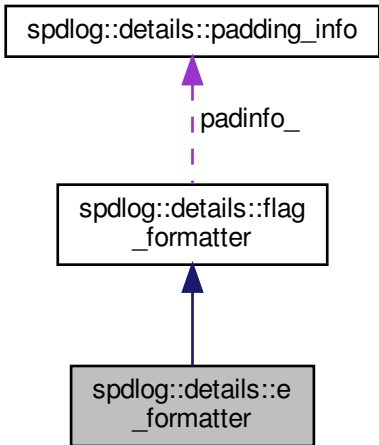 spdlog::details::padding_info
padinfo_
spdlog::details::flag
_formatter
spdlog::details::e
_formatter